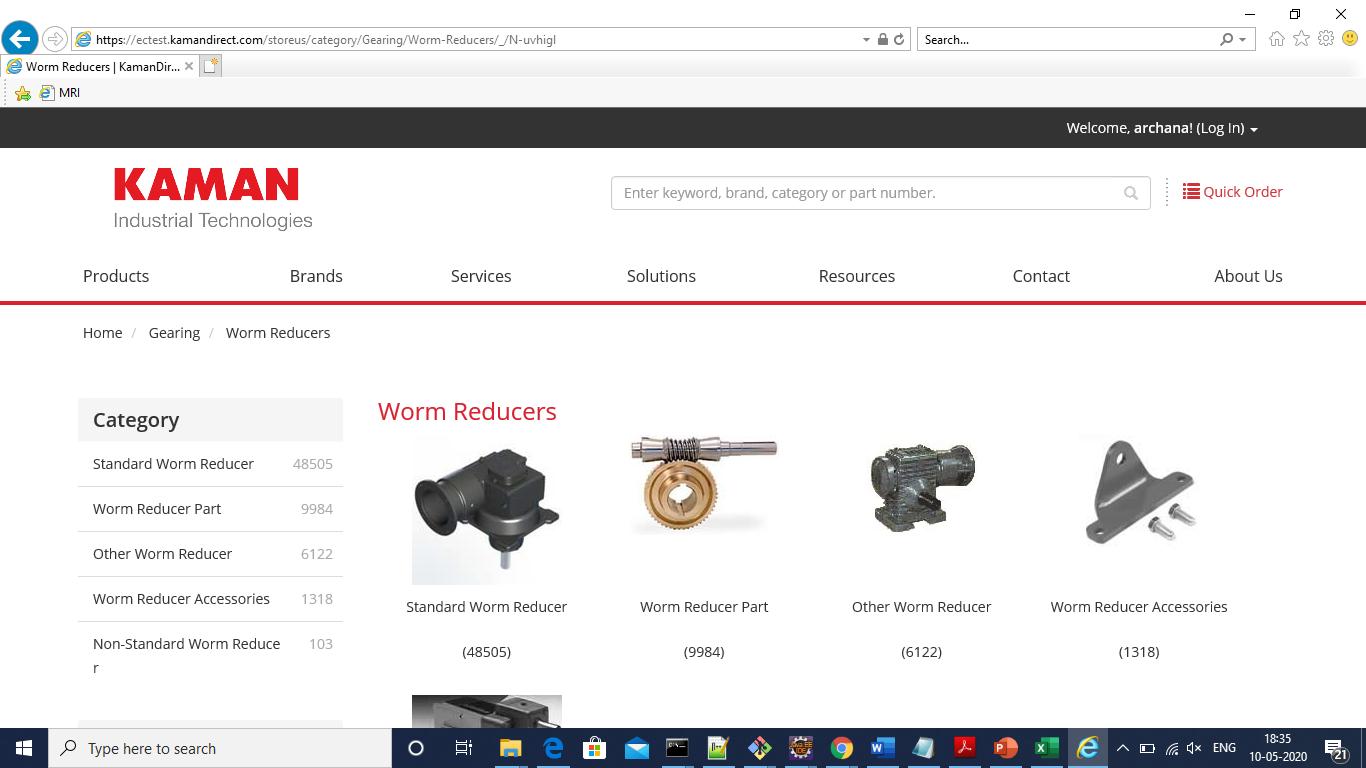 https://ectest.kamandirect.com/storeus/category/Gearing/Worm-Reducers/_/N-uvhigl
Search...
Worm Reducers | KamanDir...
MRI
Welcome, archana! (Log In)
KAMAN
Industrial Technologies
Enter keyword, brand, category or part number.
Quick Order
Products
Brands
Services
Solutions
Resources
Contact
About Us
Home / Gearing / Worm Reducers
Category
Standard Worm Reducer 48505
Worm Reducer Part 9984
Other Worm Reducer 6122
Worm Reducer Accessories 1318
Non-Standard Worm Reduce 103
r
Worm Reducers
Standard Worm Reducer
(48505)
Worm Reducer Part
(9984)
Other Worm Reducer
(6122)
Worm Reducer Accessories
(1318)
Type here to search
ENG
18:35
10-05-2020
21